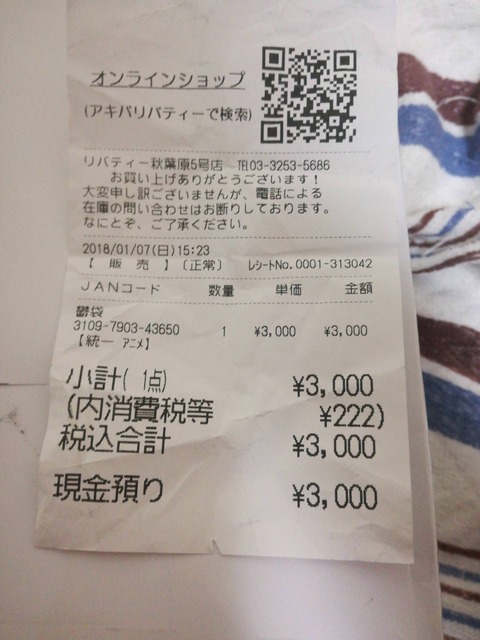 オンラインショップ
(アキバリバティーで検索)
リバティー秋葉原5号店 ℡03-3253-5686
お買い上げありがとうございます！
大変申し訳ございませんが、電話による
在庫の問い合わせはお断りしております。
なにとぞ、ご了承ください。
2018/01/07(日)15:23
【 販売 】〔正常〕 レシートNo.0001-313042
JANコード 数量 単価 金額
鬱袋
3109-7903-43650 1 ¥3,000 ¥3,000
【統一 ｱﾆﾒ】
小計( 1点) ¥3,000
(内消費税等 ¥222)
税込合計 ¥3,000
現金預り ¥3,000